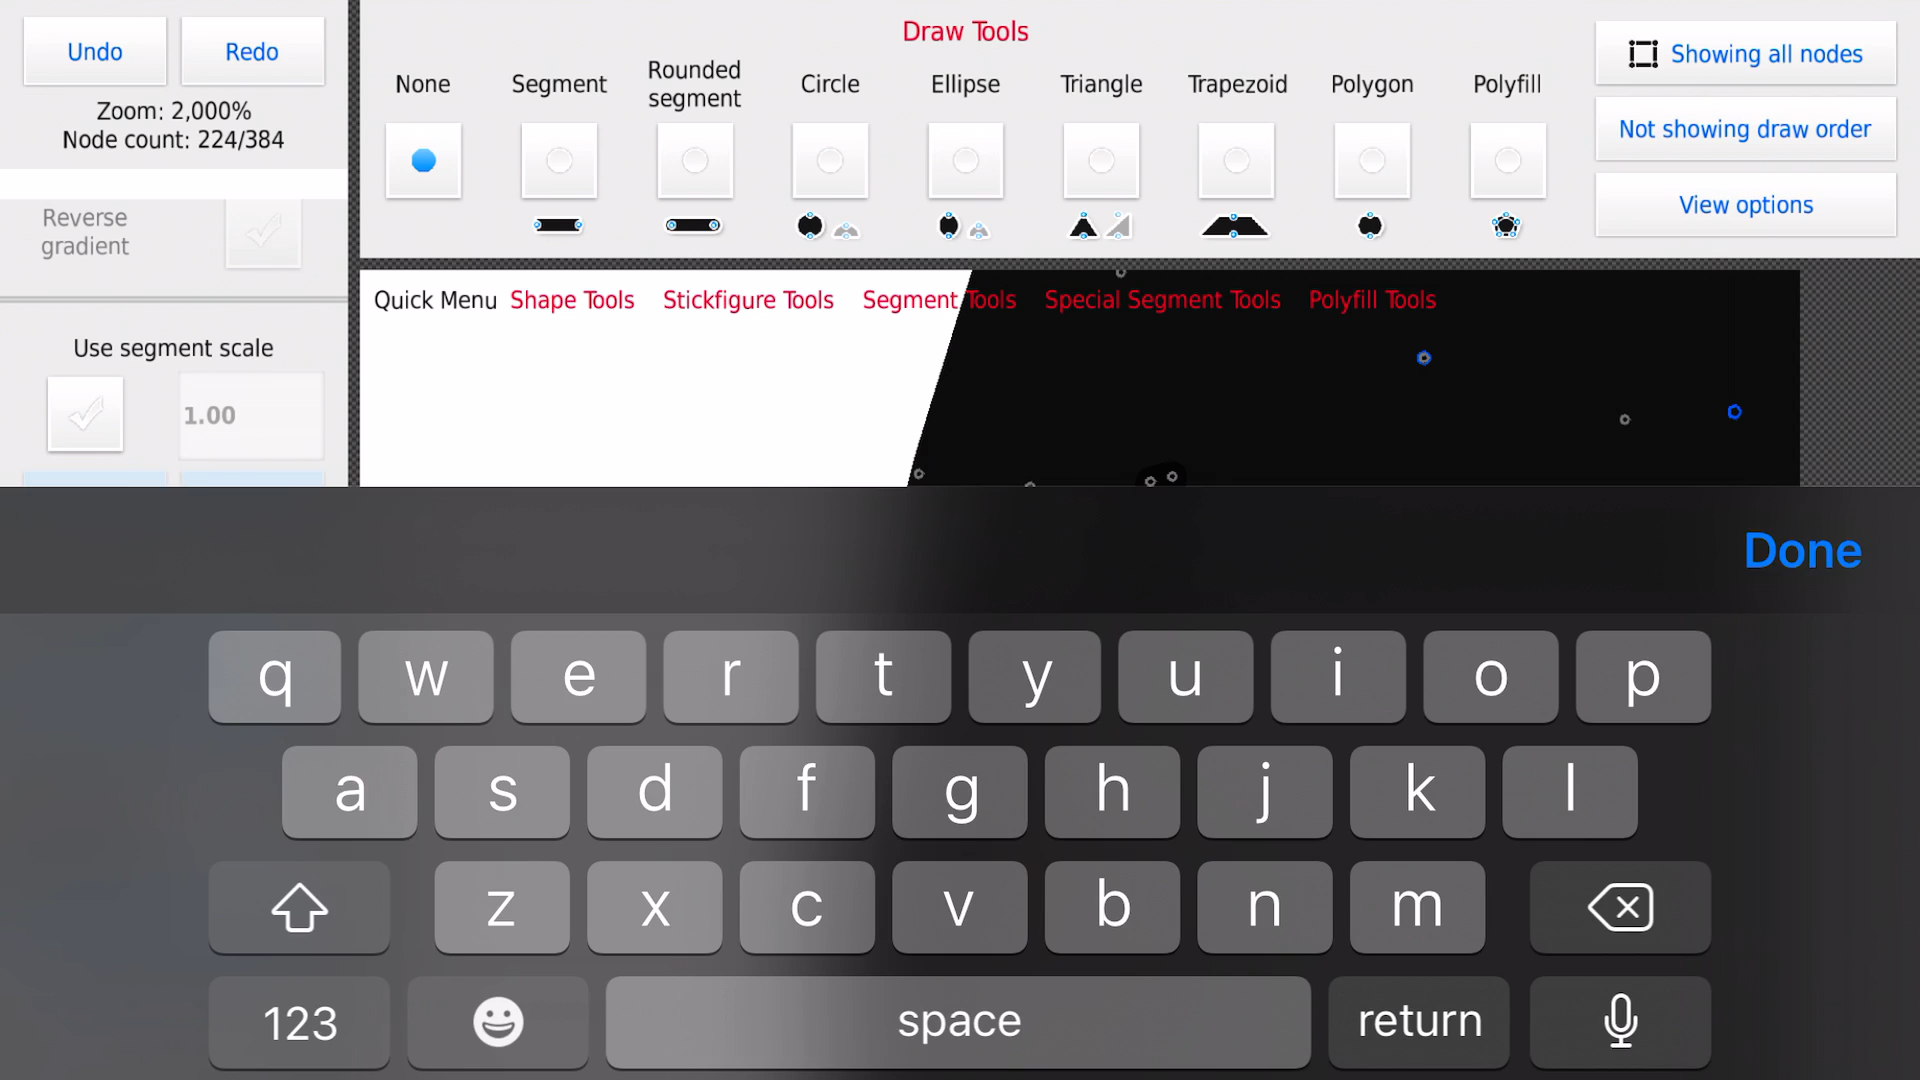 Undo
Redo
Zoom: 2,000%
Node count: 224/384
Reverse
gradient
Use segment scale
1.00
Draw Tools
None
Segment
Rounded
segment
Circle
Ellipse
Triangle
Trapezoid
Polygon
Polyfill
Showing all nodes
Not showing draw order
View options
Quick Menu
Shape Tools
Stickfigure Tools
Segment Tools
Special Segment Tools
Polyfill Tools
Done
q w e r t y u i o p
a s d f g h j k l
z x c v b n m
123
space
return